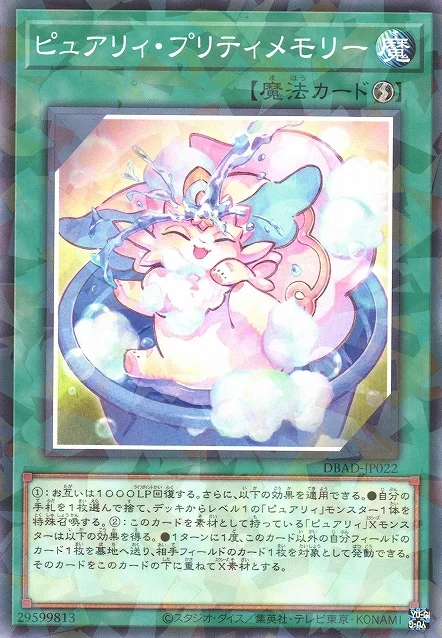 ピュアリィ・プリティメモリー 魔
【魔法カード】
DBAD-JP022
①：お互いは１０００LP回復する。さらに、以下の効果を適用できる。●自分の
手札を１枚選んで捨て、デッキからレベル１の「ピュアリィ」モンスター１体を
特殊召喚する。②：このカードを素材として持っている「ピュアリィ」Xモンス
ターは以下の効果を得る。●１ターンに１度、このカード以外の自分フィールドの
カード１枚を墓地へ送り、相手フィールドのカード１枚を対象として発動できる。
そのカードをこのカードの下に重ねてX素材とする。
29599813 ©スタジオ・ダイス／集英社・テレビ東京・KONAMI